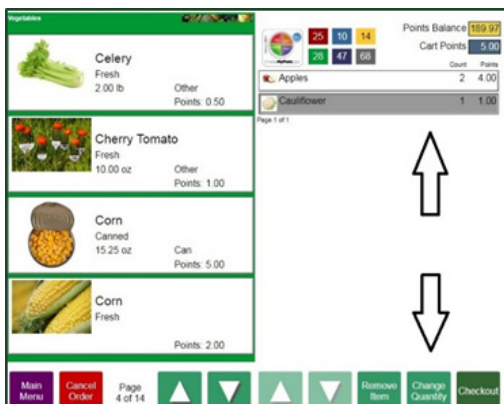 Vegetables
Celery
Fresh
2.00 lb Other
Points: 0.50
Cherry Tomato
Fresh
10.00 oz Other
Points: 1.00
Corn
Canned
15.25 oz Can
Points: 5.00
Corn
Fresh
Points: 2.00
25 10 14
28 47 68
Points Balance 189.97
Cart Points 5.00
Count Points
Apples 2 4.00
Cauliflower 1 1.00
Page 1 of 1
Main Menu
Cancel Order
Page 4 of 14
Remove Item
Change Quantity
Checkout